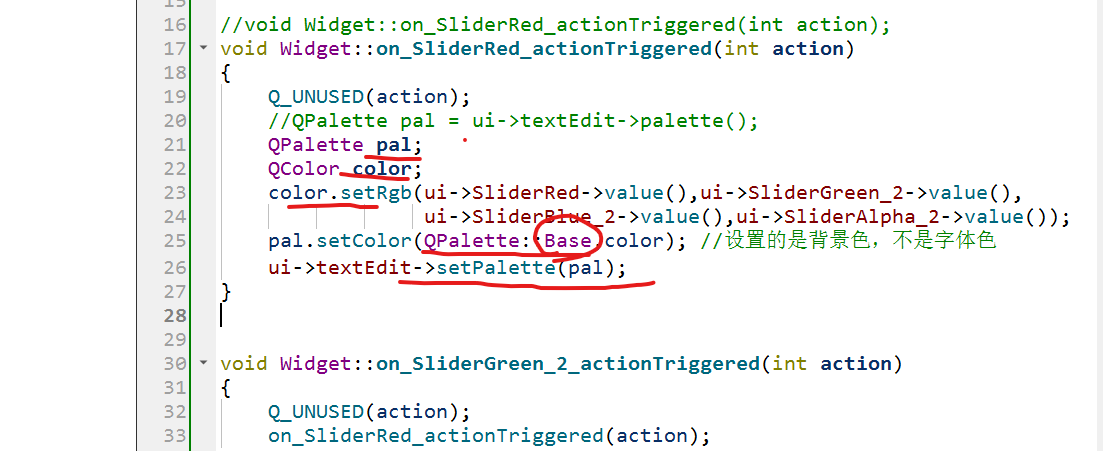 15
16 //void Widget::on_SliderRed_actionTriggered(int action);
17 void Widget::on_SliderRed_actionTriggered(int action)
18 {
19 Q_UNUSED(action);
20 //QPalette pal = ui->textEdit->palette();
21 QPalette pal;
22 QColor color;
23 color.setRgb(ui->SliderRed->value(),ui->SliderGreen_2->value(),
24 ui->SliderBlue_2->value(),ui->SliderAlpha_2->value());
25 pal.setColor(QPalette::Base,color); //设置的是背景色，不是字体色
26 ui->textEdit->setPalette(pal);
27 }
28
29
30 void Widget::on_SliderGreen_2_actionTriggered(int action)
31 {
32 Q_UNUSED(action);
33 on_SliderRed_actionTriggered(action);